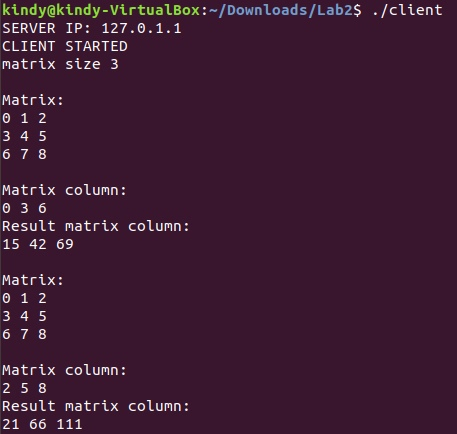 kindy@kindy-VirtualBox:~/Downloads/Lab2$ ./client
SERVER IP: 127.0.1.1
CLIENT STARTED
matrix size 3
Matrix:
0 1 2
3 4 5
6 7 8
Matrix column:
0 3 6
Result matrix column:
15 42 69
Matrix:
0 1 2
3 4 5
6 7 8
Matrix column:
2 5 8
Result matrix column:
21 66 111